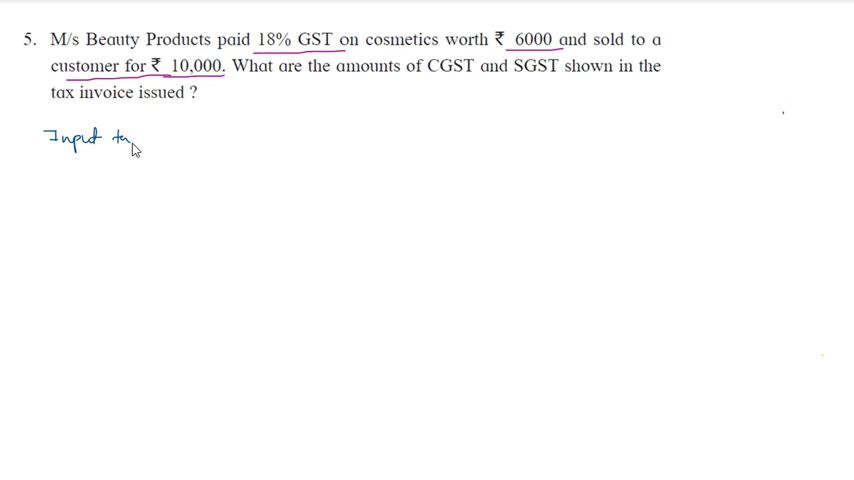 5. M/s Beauty Products paid 18% GST on cosmetics worth ₹ 6000 and sold to a
customer for ₹ 10,000. What are the amounts of CGST and SGST shown in the
tax invoice issued ?
Input ta